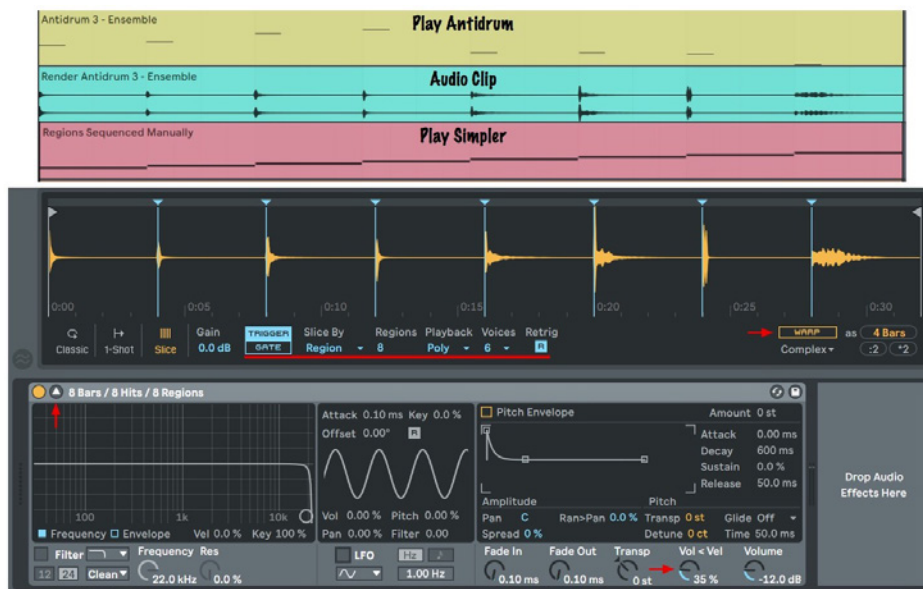 Antidrum 3 - Ensemble
Play Antidrum
Render Antidrum 3 - Ensemble
Audio Clip
Regions Sequenced Manually
Play Simpler
0:00 0:05 0:10 0:15 0:20 0:25 0:30
Gain TRIGGER Slice By Regions Playback Voices Retrig WARP as 4 Bars
Classic 1-Shot Slice 0.0 dB GATE Region 8 Poly 6 R Complex :2 *2
8 Bars / 8 Hits / 8 Regions
Attack 0.10 ms Key 0.0 % Pitch Envelope Amount 0 st
Offset 0.00° R Attack 0.00 ms
Decay 600 ms
Sustain 0.0 %
Release 50.0 ms
Drop Audio
Effects Here
Amplitude Pitch
100 1k 10k Vol 0.00 % Pitch 0.00 % Pan C Ran>Pan 0.0 % Transp 0 st Glide Off
Frequency Envelope Vel 0.0 % Key 100 % Pan 0.00 % Filter 0.00 Spread 0 % Detune 0 ct Time 50.0 ms
Filter Frequency Res LFO Hz Fade In Fade Out Transp Vol < Vel Volume
12 24 Clean 22.0 kHz 0.0 % 1.00 Hz 0.10 ms 0.10 ms 0 st 35 % -12.0 dB